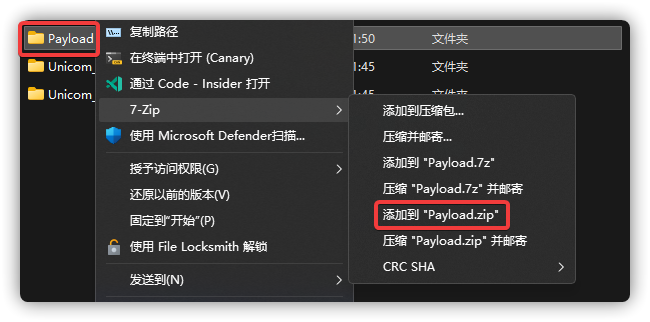 Payload
1:50
文件夹
Unicom_
1:45
文件夹
Unicom_
1:45
文件夹
复制路径
在终端中打开 (Canary)
通过 Code - Insider 打开
7-Zip
使用 Microsoft Defender扫描...
授予访问权限(G)
还原以前的版本(V)
固定到“开始”(P)
使用 File Locksmith 解锁
发送到(N)
添加到压缩包...
压缩并邮寄...
添加到 "Payload.7z"
压缩 "Payload.7z" 并邮寄
添加到 "Payload.zip"
压缩 "Payload.zip" 并邮寄
CRC SHA